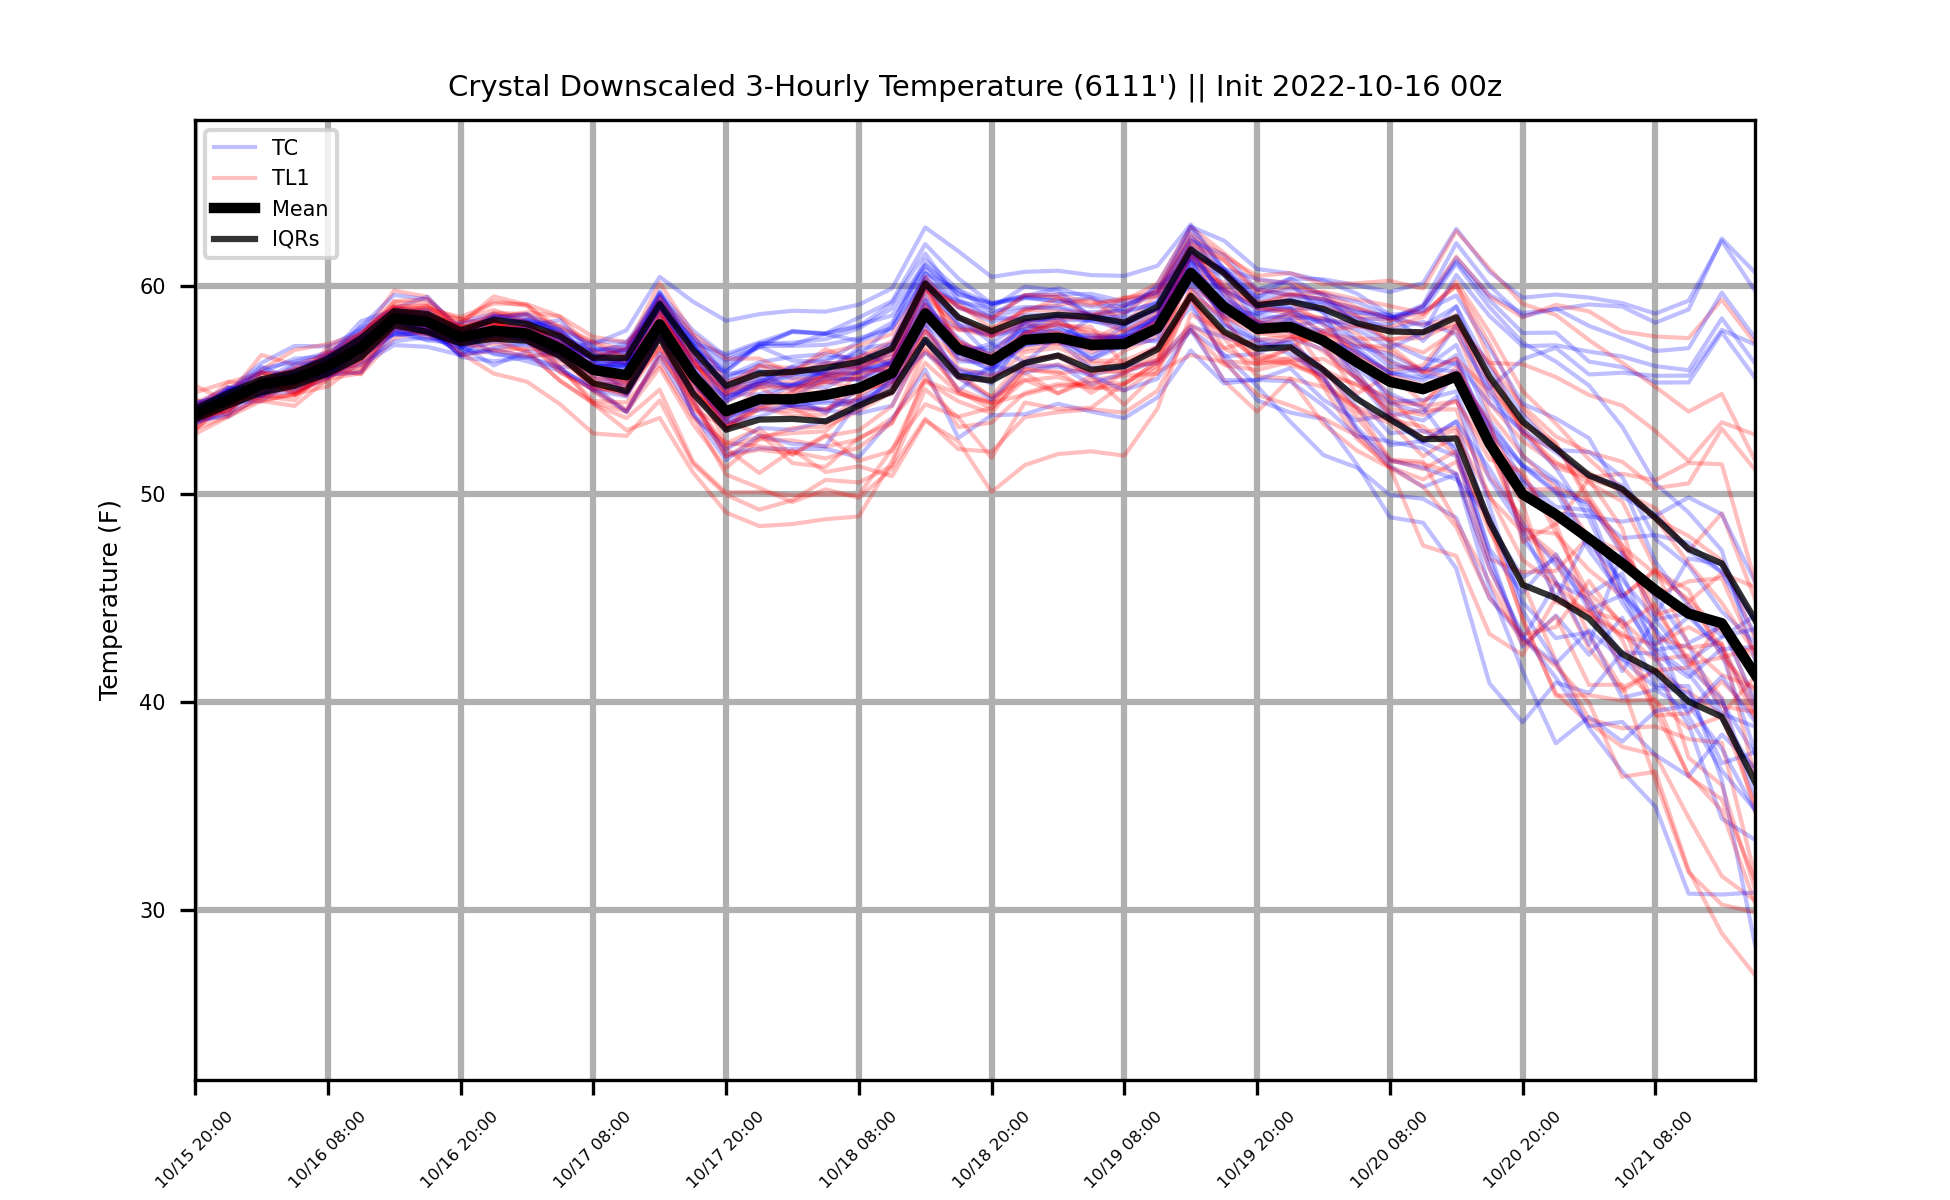 Crystal Downscaled 3-Hourly Temperature (6111') || Init 2022-10-16 00z
TC
TL1
Mean
IQRs
Temperature (F)
60
50
40
30
10/15 20:00
10/16 08:00
10/16 20:00
10/17 08:00
10/17 20:00
10/18 08:00
10/18 20:00
10/19 08:00
10/19 20:00
10/20 08:00
10/20 20:00
10/21 08:00